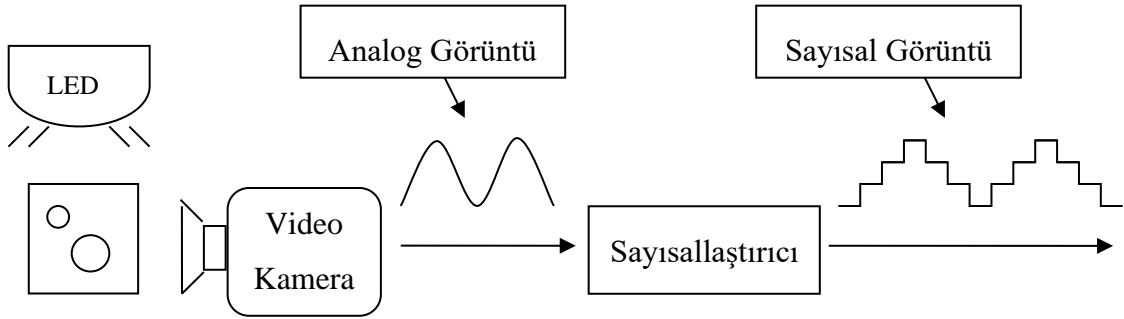 Analog Görüntü
Sayısal Görüntü
LED
Video
Kamera
Sayısallaştırıcı